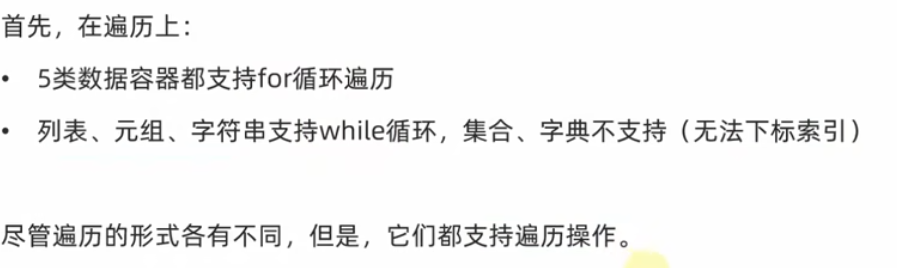 首先，在遍历上：
• 5类数据容器都支持for循环遍历
• 列表、元组、字符串支持while循环，集合、字典不支持（无法下标索引）
尽管遍历的形式各有不同，但是，它们都支持遍历操作。